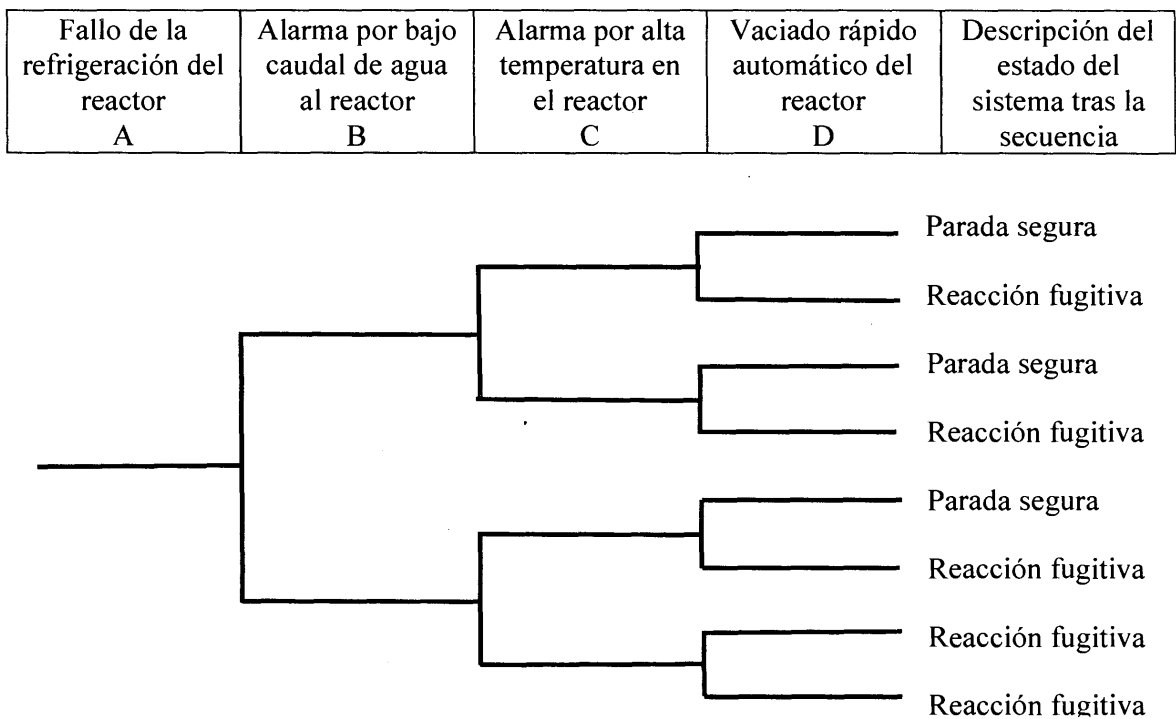 Fallo de la
refrigeración del
reactor
A
Alarma por bajo
caudal de agua
al reactor
B
Alarma por alta
temperatura en
el reactor
C
Vaciado rápido
automático del
reactor
D
Descripción del
estado del
sistema tras la
secuencia
Parada segura
Reacción fugitiva
Parada segura
Reacción fugitiva
Parada segura
Reacción fugitiva
Reacción fugitiva
Reacción fugitiva